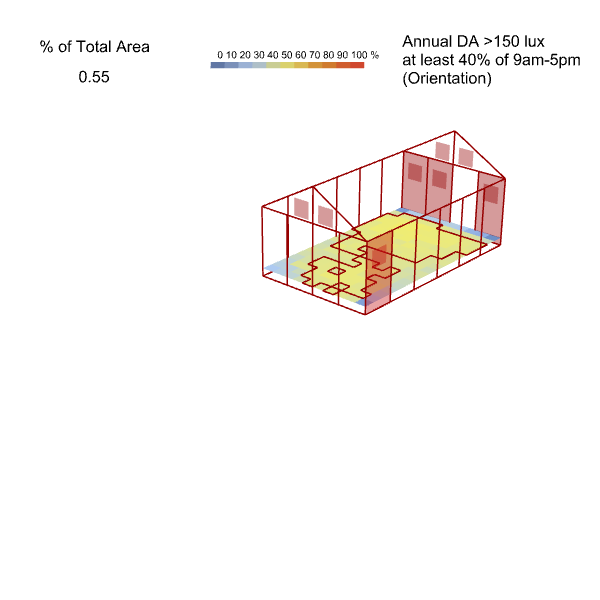 % of Total Area
0.55
0 10 20 30 40 50 60 70 80 90 100 %
Annual DA >150 lux
at least 40% of 9am-5pm
(Orientation)